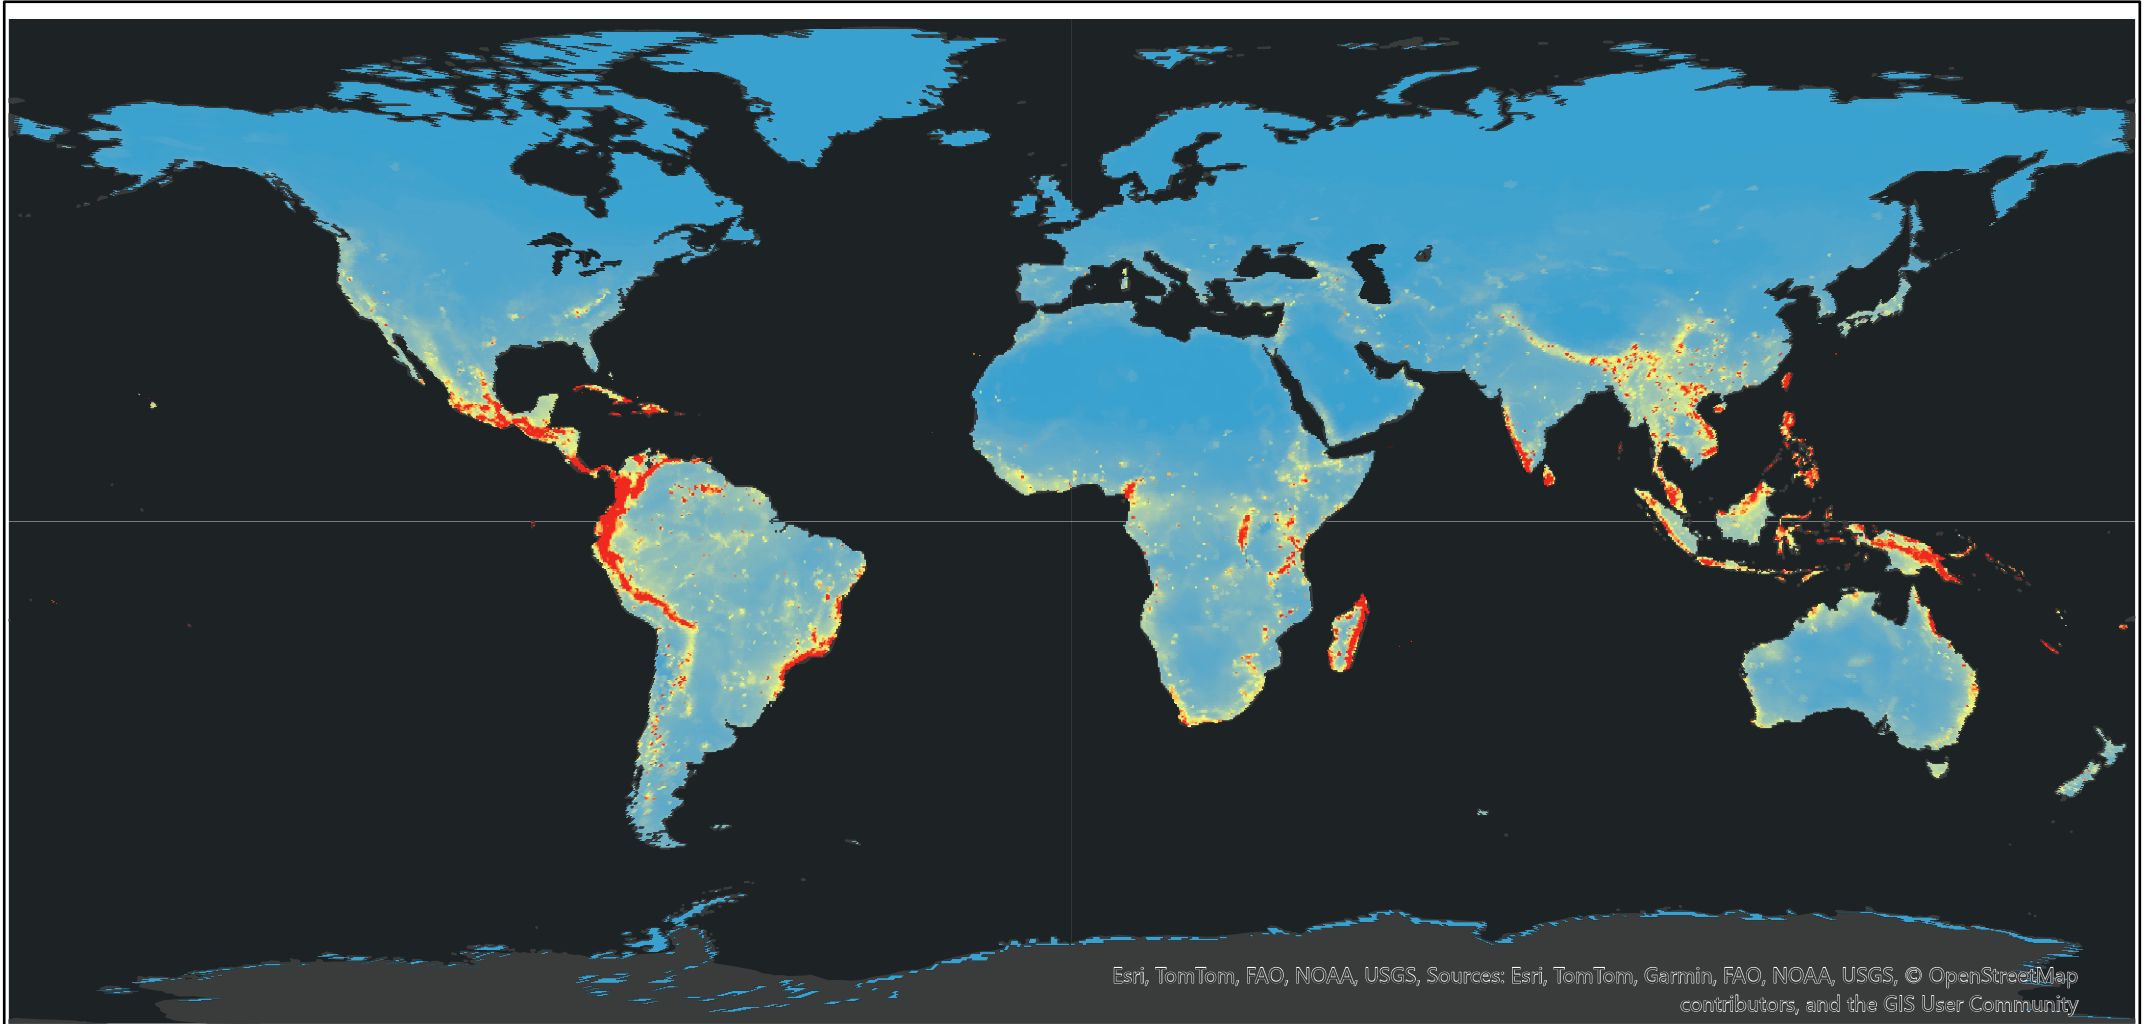 Esri, TomTom, FAO, NOAA, USGS, Sources: Esri, TomTom, Garmin, FAO, NOAA, USGS, © OpenStreetMap
contributors, and the GIS User Community